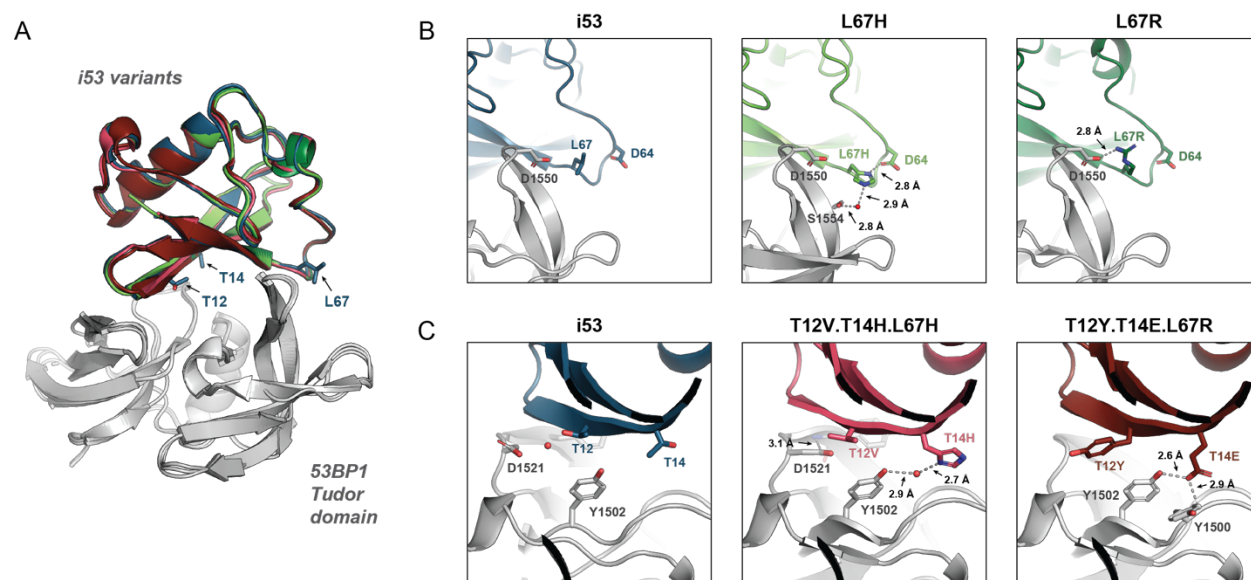 A
i53 variants
T14
T12
L67
53BP1
Tudor
domain
B
i53
L67H
L67R
L67
D64
D1550
L67H
D64
D1550
2.8 Å
2.9 Å
S1554
2.8 Å
2.8 Å
L67R
D64
D1550
C
i53
T12V.T14H.L67H
T12Y.T14E.L67R
T12
T14
D1521
Y1502
3.1 Å
T14H
T12V
D1521
2.7 Å
2.9 Å
Y1502
T12Y
2.6 Å
T14E
2.9 Å
Y1502
Y1500